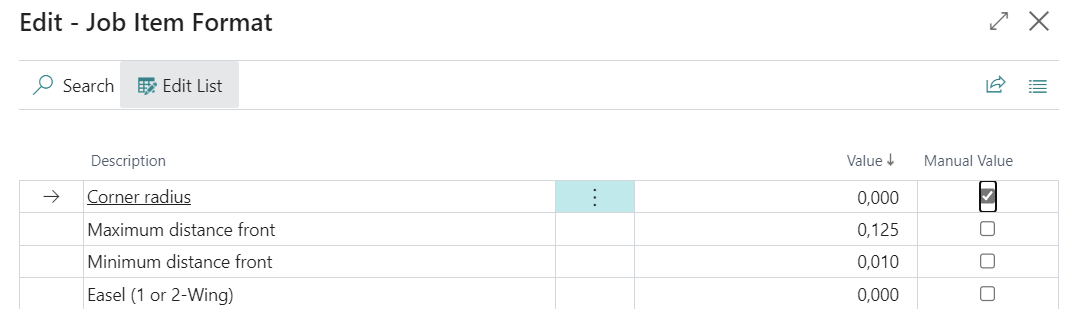 Edit - Job Item Format
Search Edit List
Description Value↓ Manual Value
Corner radius 0,000
Maximum distance front 0,125
Minimum distance front 0,010
Easel (1 or 2-Wing) 0,000